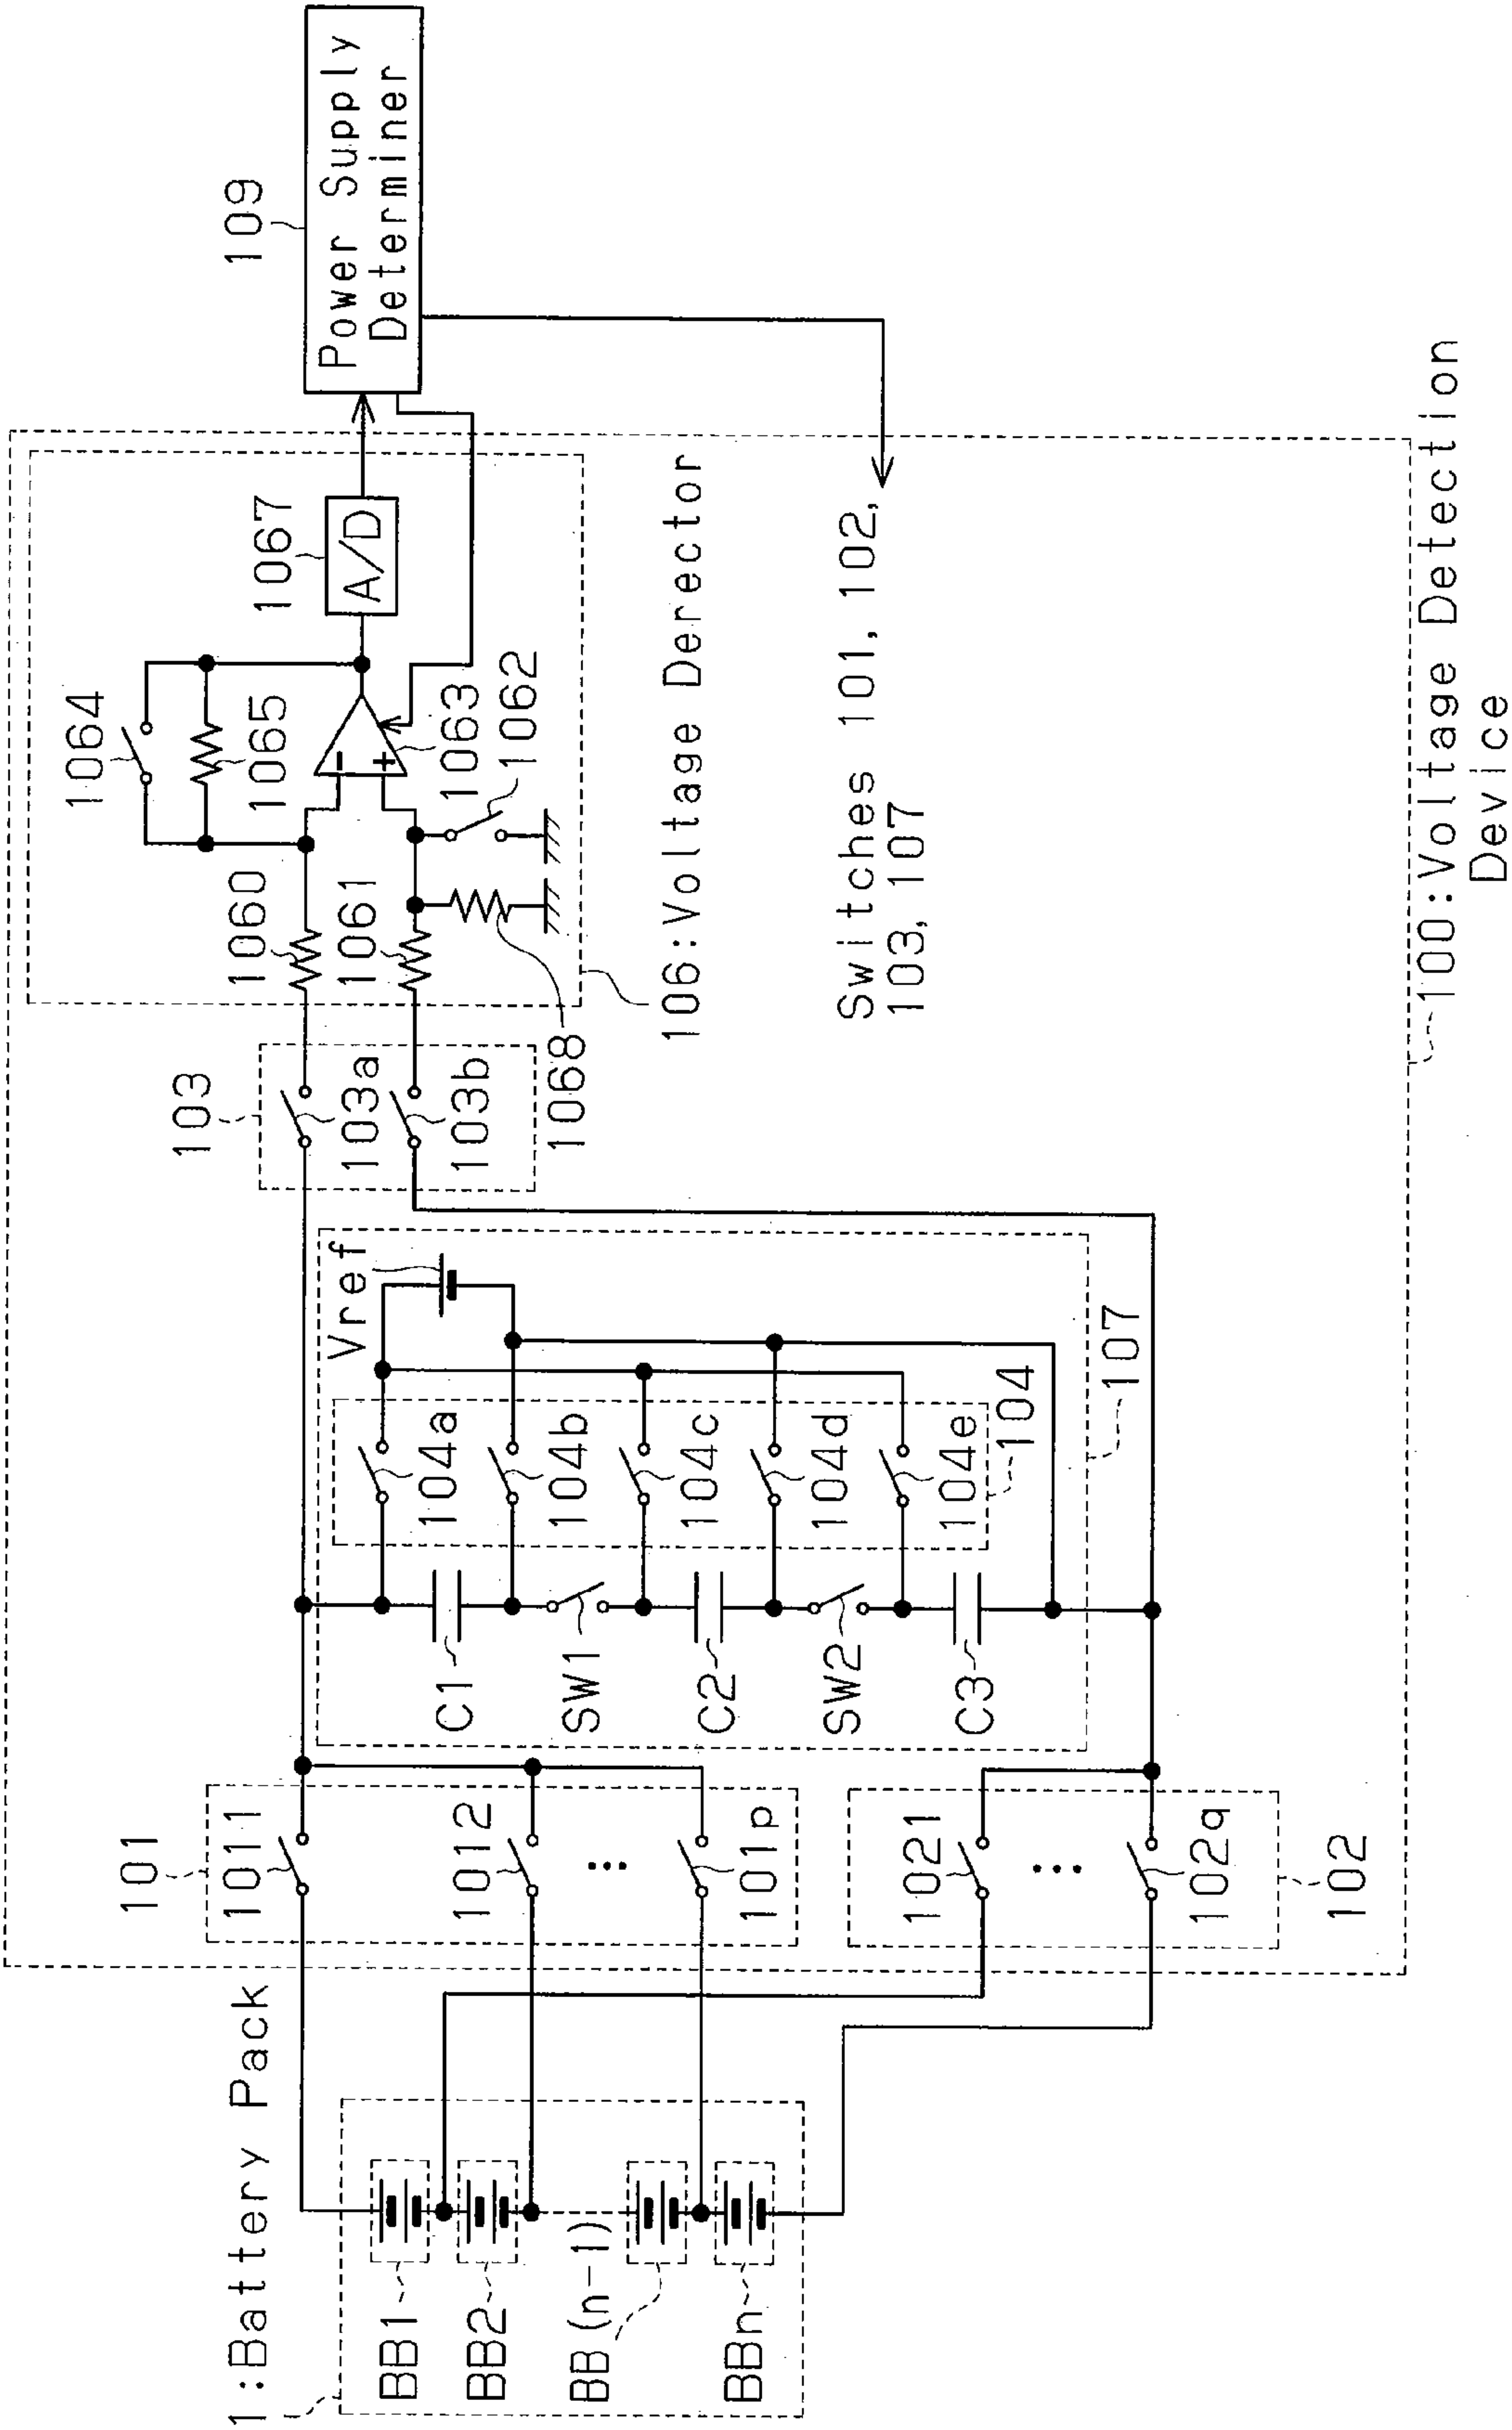 1:Battery Pack
BB1
BB2
BB(n-1)
BBn
101
1011
1012
101p
1021
102q
102
C1
SW1
C2
SW2
C3
Vref
104a
104b
104c
104d
104e
104
107
103
103a
103b
1068
1060
1061
1064
1065
1063
1062
1067
A/D
106:Voltage Derector
109
Power Supply
Determiner
Switches 101, 102,
103, 107
100:Voltage Detection
Device